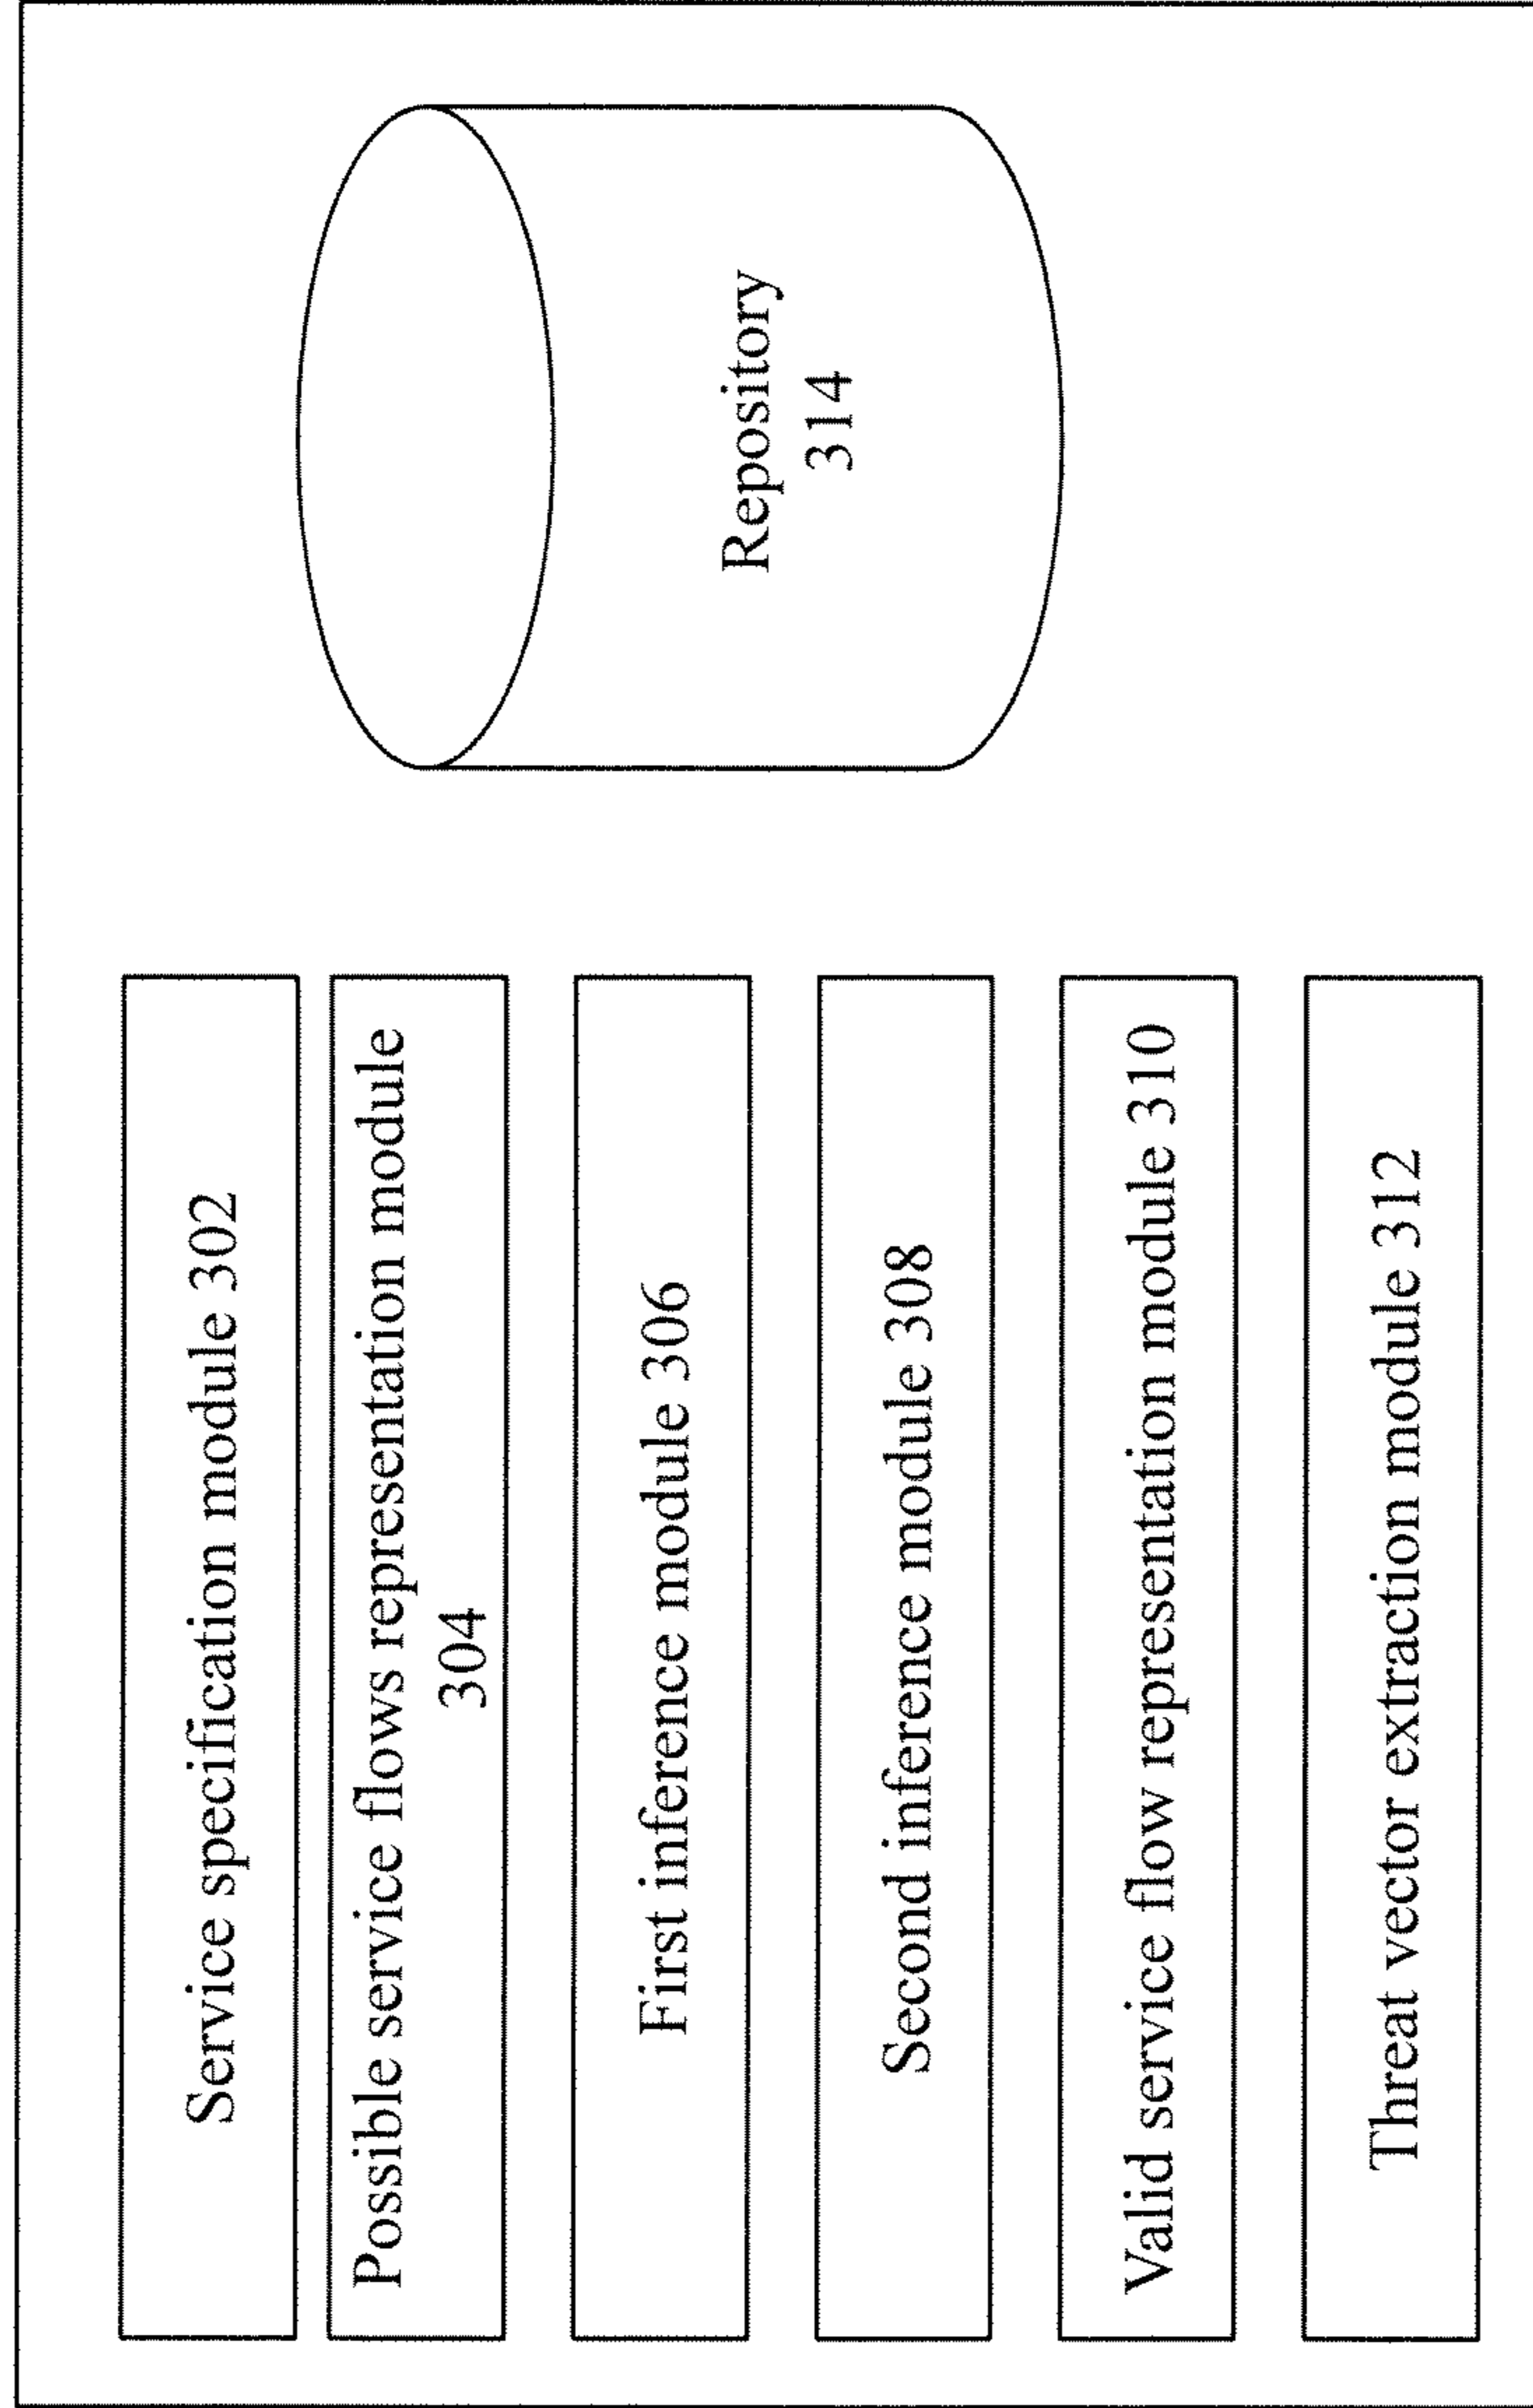 Service specification module 302
Possible service flows representation module
304
First inference module 306
Second inference module 308
Valid service flow representation module 310
Threat vector extraction module 312
Repository
314